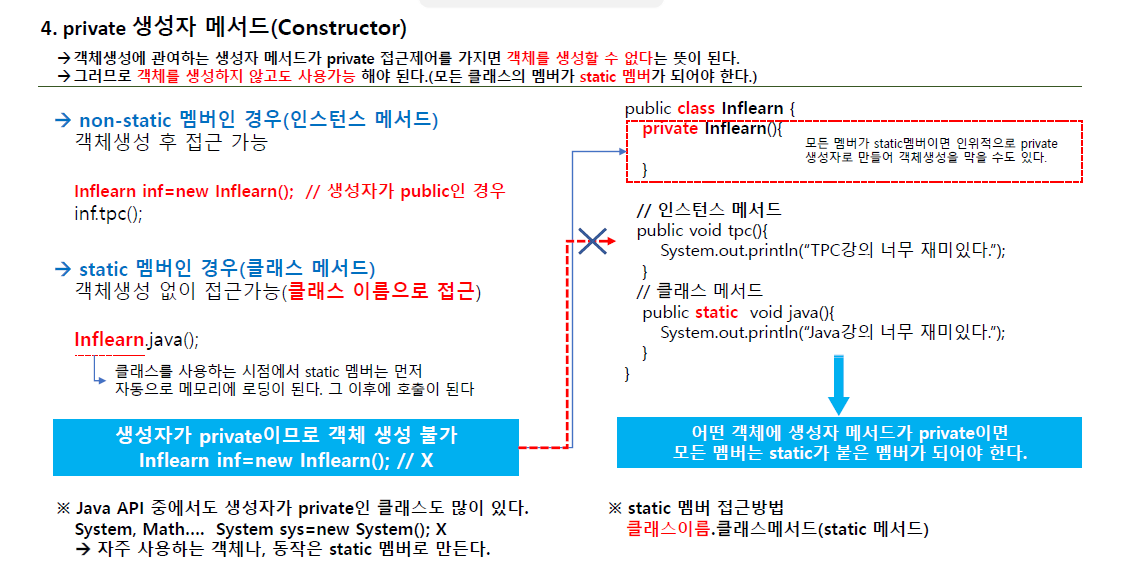 4. private 생성자 메서드(Constructor)
→객체생성에 관여하는 생성자 메서드가 private 접근제어를 가지면 객체를 생성할 수 없다는 뜻이 된다.
→그러므로 객체를 생성하지 않고도 사용가능 해야 된다.(모든 클래스의 멤버가 static 멤버가 되어야 한다.)
→ non-static 멤버인 경우(인스턴스 메서드)
객체생성 후 접근 가능
Inflearn inf=new Inflearn(); // 생성자가 public인 경우
inf.tpc();
→ static 멤버인 경우(클래스 메서드)
객체생성 없이 접근가능(클래스 이름으로 접근)
Inflearn.java();
클래스를 사용하는 시점에서 static 멤버는 먼저
자동으로 메모리에 로딩이 된다. 그 이후에 호출이 된다
생성자가 private이므로 객체 생성 불가
Inflearn inf=new Inflearn(); // X
※ Java API 중에서도 생성자가 private인 클래스도 많이 있다.
System, Math.... System sys=new System(); X
→ 자주 사용하는 객체나, 동작은 static 멤버로 만든다.
public class Inflearn {
private Inflearn(){
모든 멤버가 static멤버이면 인위적으로 private
생성자로 만들어 객체생성을 막을 수도 있다.
}
// 인스턴스 메서드
public void tpc(){
System.out.println(“TPC강의 너무 재미있다.”);
}
// 클래스 메서드
public static void java(){
System.out.println(“Java강의 너무 재미있다.”);
}
}
어떤 객체에 생성자 메서드가 private이면
모든 멤버는 static가 붙은 멤버가 되어야 한다.
※ static 멤버 접근방법
클래스이름.클래스메서드(static 메서드)